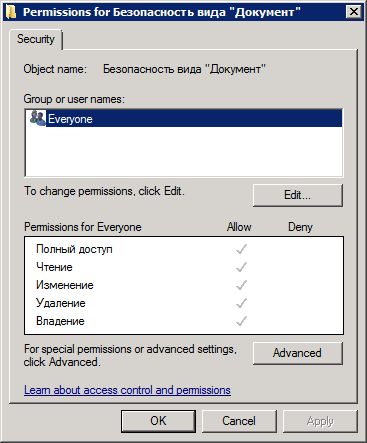 Permissions for Безопасность вида "Документ"
Security
Object name: Безопасность вида "Документ"
Group or user names:
Everyone
To change permissions, click Edit.
Edit...
Permissions for Everyone Allow Deny
Полный доступ
Чтение
Изменение
Удаление
Владение
For special permissions or advanced settings,
click Advanced.
Advanced
Learn about access control and permissions
OK Cancel Apply